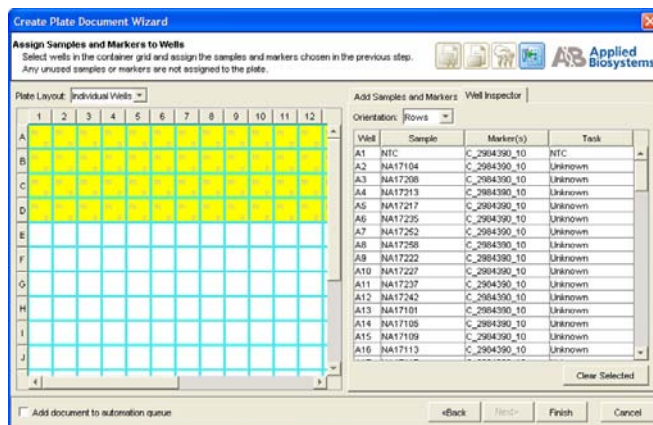 Create Plate Document Wizard
Assign Samples and Markers to Wells
Select wells in the container grid and assign the samples and markers chosen in the previous step.
Any unused samples or markers are not assigned to the plate.
AB Applied
Biosystems
Plate Layout: Individual Wells
1 2 3 4 5 6 7 8 9 10 11 12
A
B
C
D
E
F
G
H
I
J
Add Samples and Markers Well Inspector
Orientation: Rows
Well Sample Marker(s) Task
A1 NTC C_2984390_10 NTC
A2 NA17104 C_2984390_10 Unknown
A3 NA17208 C_2984390_10 Unknown
A4 NA17213 C_2984390_10 Unknown
A5 NA17217 C_2984390_10 Unknown
A6 NA17235 C_2984390_10 Unknown
A7 NA17252 C_2984390_10 Unknown
A8 NA17258 C_2984390_10 Unknown
A9 NA17222 C_2984390_10 Unknown
A10 NA17227 C_2984390_10 Unknown
A11 NA17237 C_2984390_10 Unknown
A12 NA17242 C_2984390_10 Unknown
A13 NA17101 C_2984390_10 Unknown
A14 NA17105 C_2984390_10 Unknown
A15 NA17109 C_2984390_10 Unknown
A16 NA17113 C_2984390_10 Unknown
Clear Selected
Add document to automation queue
<Back Next> Finish Cancel